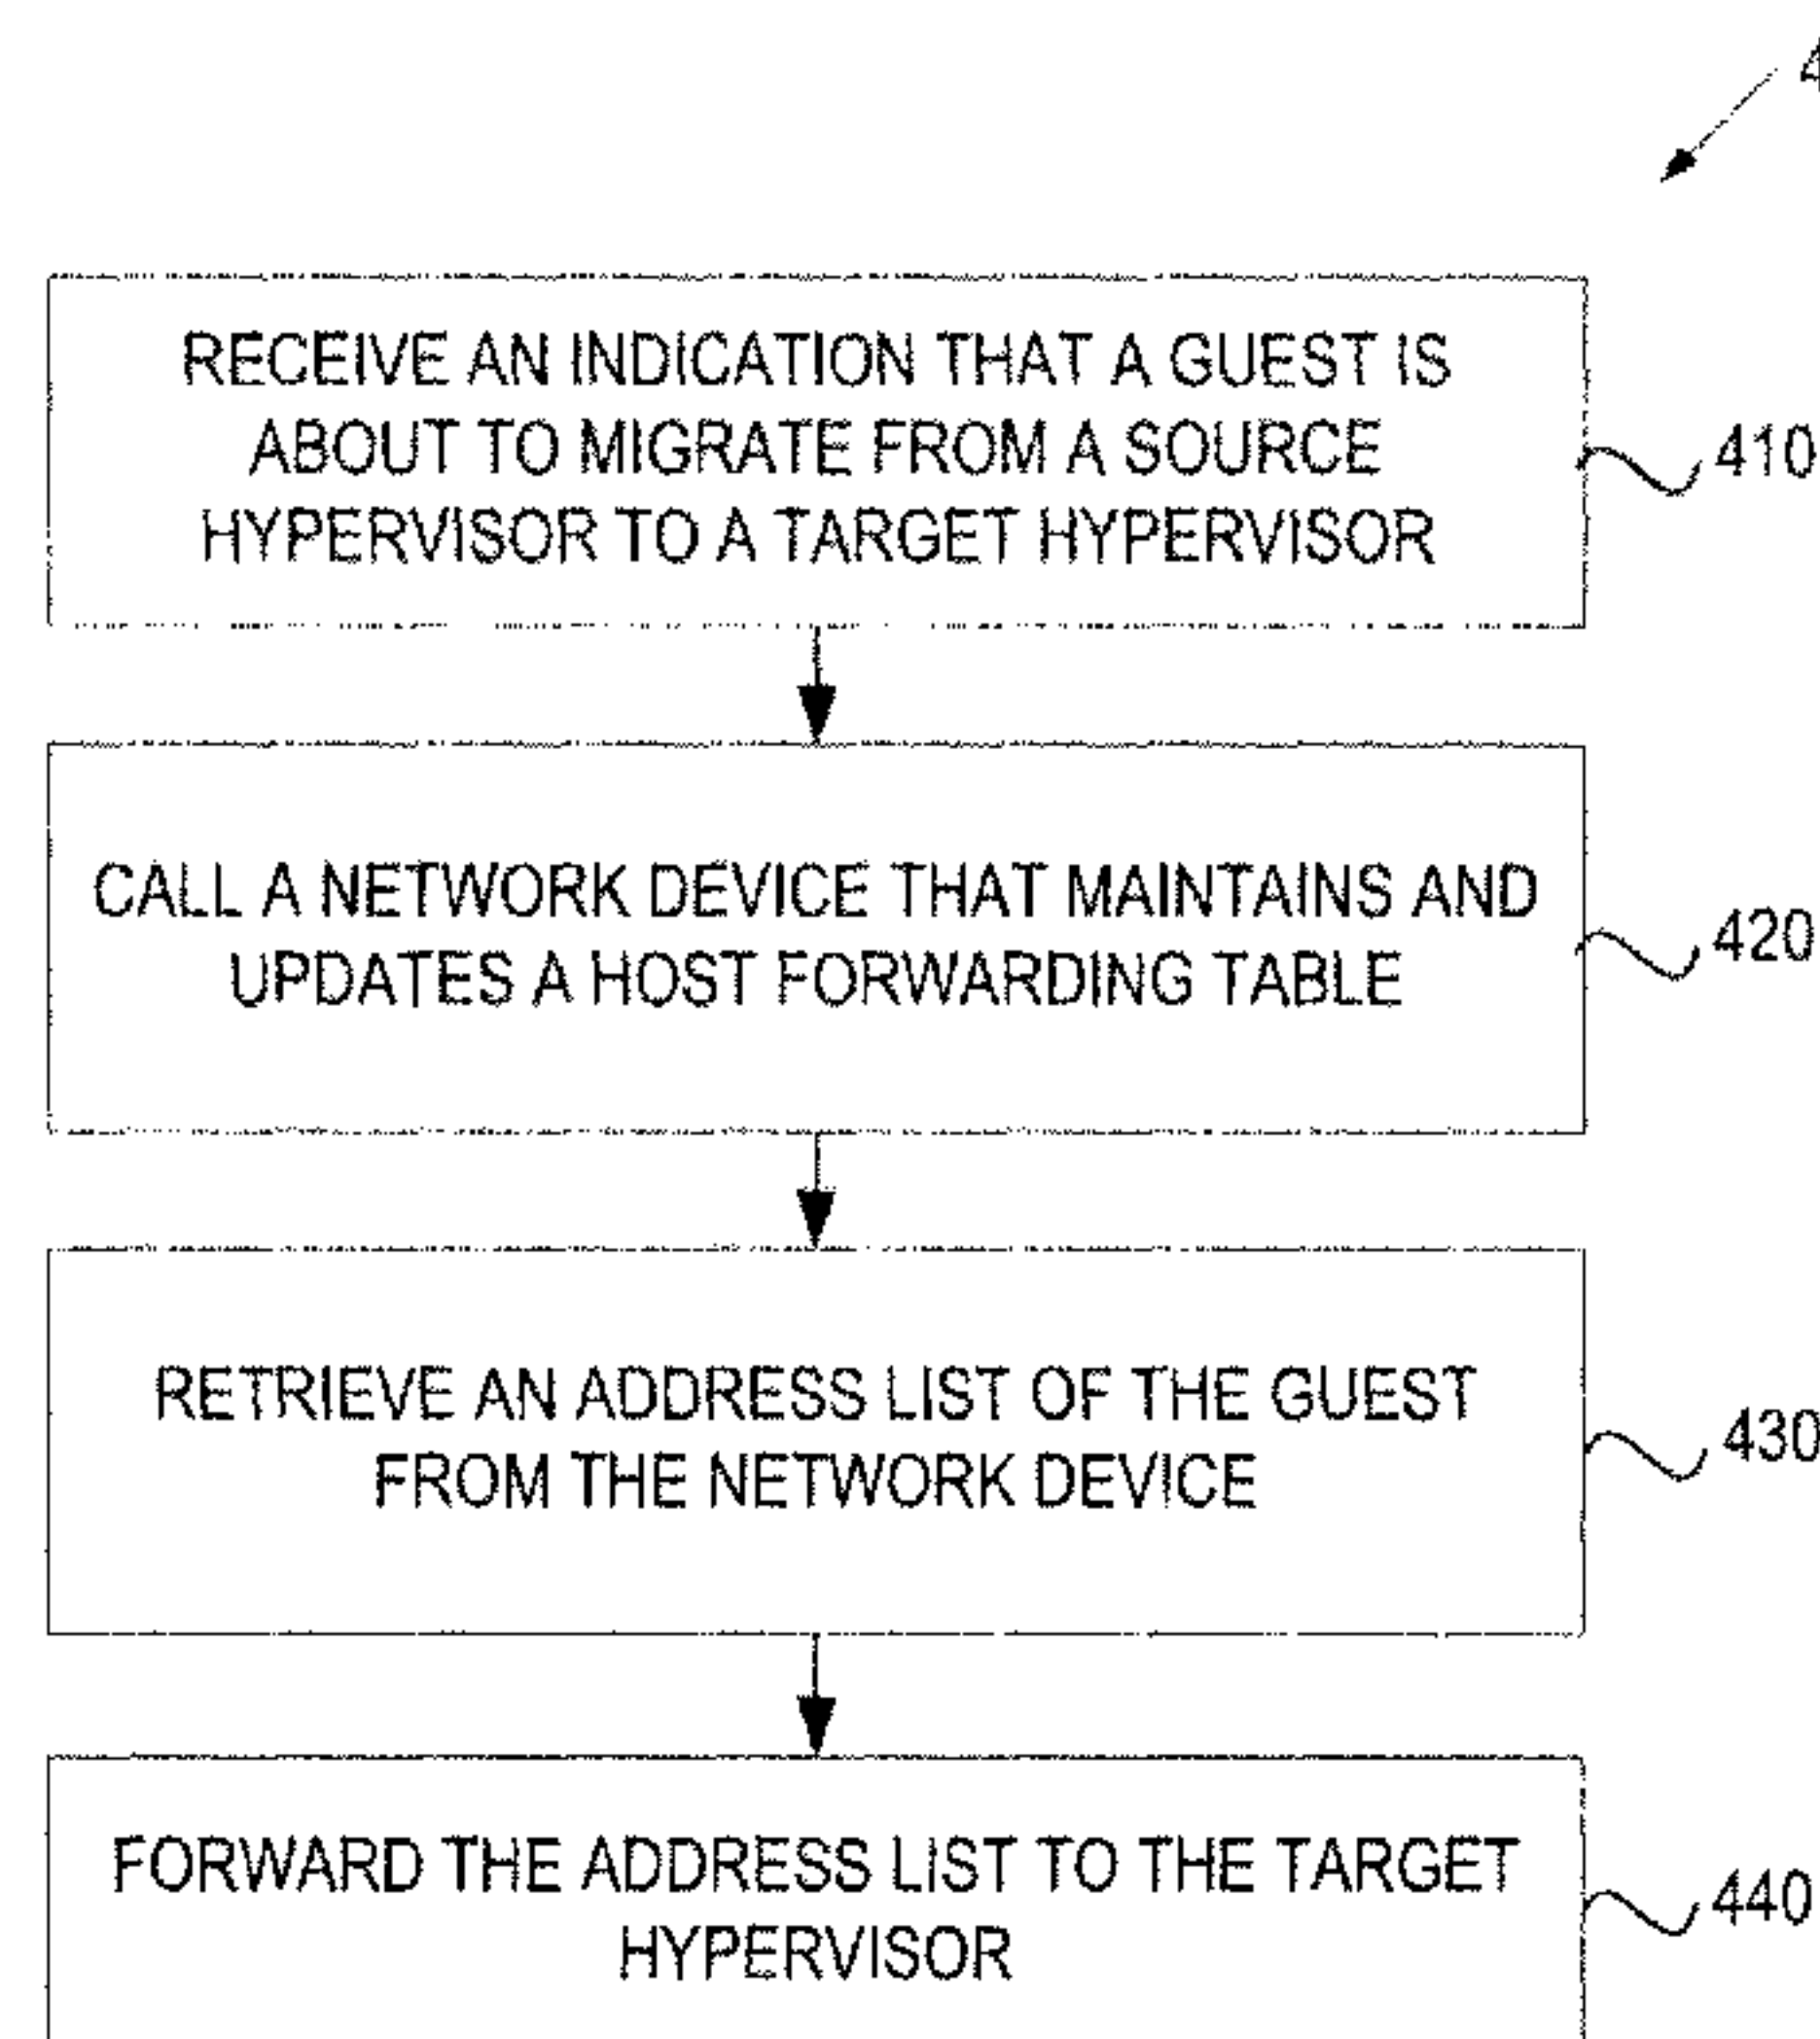 RECEIVE AN INDICATION THAT A GUEST IS
ABOUT TO MIGRATE FROM A SOURCE
HYPERVISOR TO A TARGET HYPERVISOR
410
CALL A NETWORK DEVICE THAT MAINTAINS AND
UPDATES A HOST FORWARDING TABLE
420
RETRIEVE AN ADDRESS LIST OF THE GUEST
FROM THE NETWORK DEVICE
430
FORWARD THE ADDRESS LIST TO THE TARGET
HYPERVISOR
440